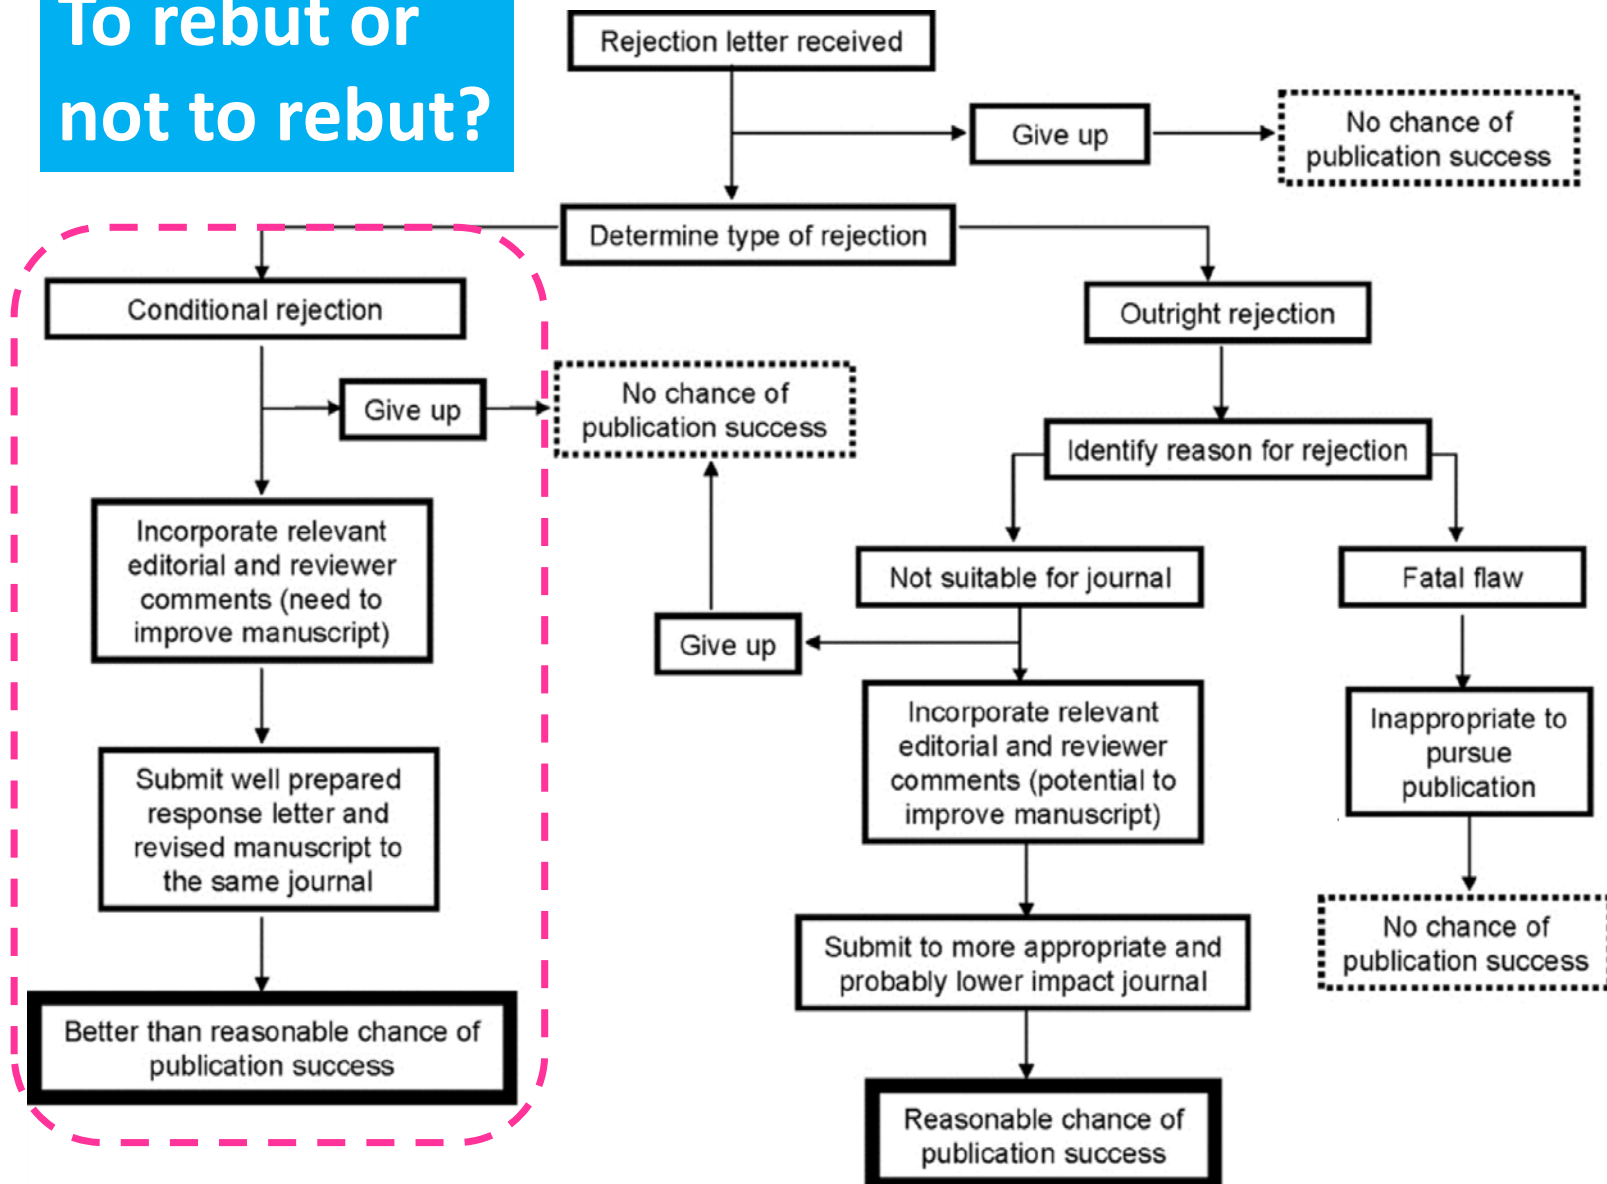 To rebut or
not to rebut?
Rejection letter received
Give up
No chance of
publication success
Determine type of rejection
Conditional rejection
Outright rejection
Give up
No chance of
publication success
Identify reason for rejection
Incorporate relevant
editorial and reviewer
comments (need to
improve manuscript)
Not suitable for journal
Fatal flaw
Give up
Incorporate relevant
editorial and reviewer
comments (potential to
improve manuscript)
Inappropriate to
pursue
publication
Submit well prepared
response letter and
revised manuscript to
the same journal
Submit to more appropriate and
probably lower impact journal
No chance of
publication success
Better than reasonable chance of
publication success
Reasonable chance of
publication success